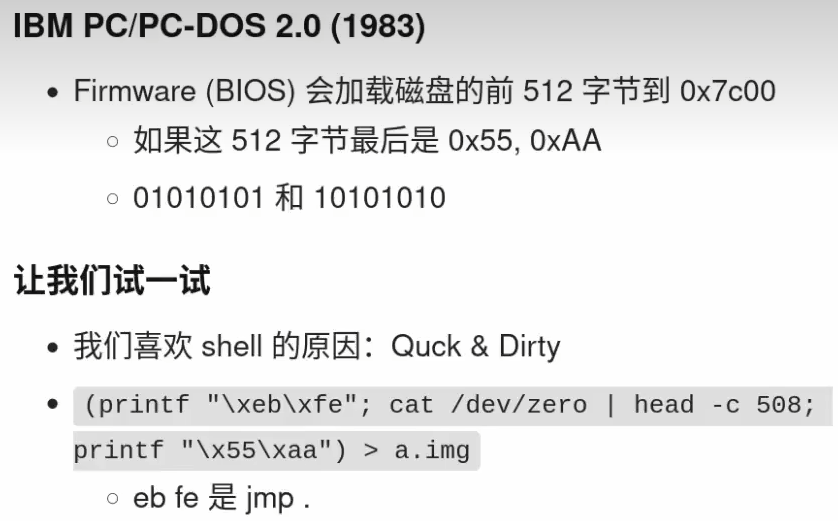 IBM PC/PC-DOS 2.0 (1983)
Firmware (BIOS) 会加载磁盘的前 512 字节到 0x7c00
如果这 512 字节最后是 0x55, 0xAA
01010101 和 10101010
让我们试一试
我们喜欢 shell 的原因：Quck & Dirty
(printf "\xeb\xfe"; cat /dev/zero | head -c 508;
printf "\x55\xaa") > a.img
eb fe 是 jmp .